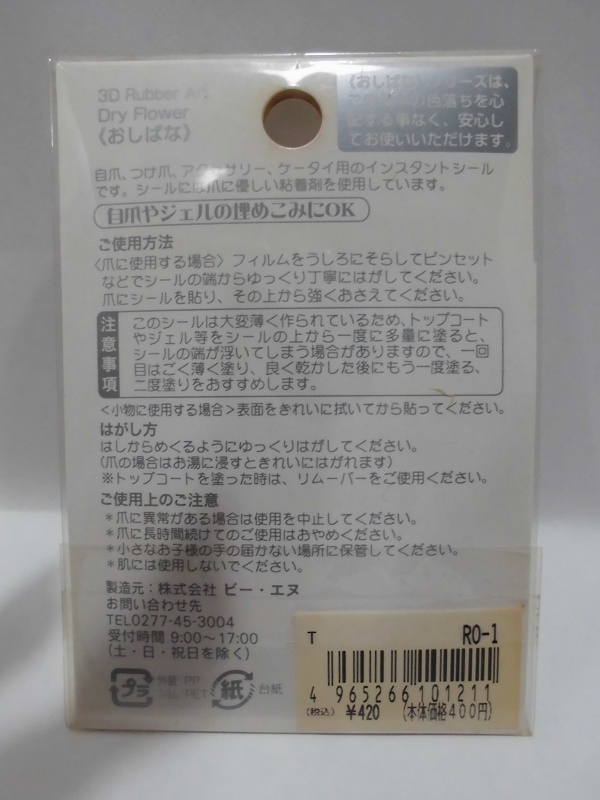 3D Rubber Art
Dry Flower
《おしばな》
《おしばな》シリーズは、
色落ちを心
配する事なく、安心し
てお使いいただけます。
自爪、つけ爪、アクセサリー、ケータイ用のインスタントシール
です。シールには爪に優しい粘着剤を使用しています。
自爪やジェルの埋めこみにOK
ご使用方法
〈爪に使用する場合〉フィルムをうしろにそらしてピンセット
などでシールの端からゆっくり丁寧にはがしてください。
爪にシールを貼り、その上から強くおさえてください。
注意事項
このシールは大変薄く作られているため、トップコート
やジェル等をシールの上から一度に多量に塗ると、
シールの端が浮いてしまう場合がありますので、一回
目はごく薄く塗り、良く乾かした後にもう一度塗る、
二度塗りをおすすめします。
<小物に使用する場合>表面をきれいに拭いてから貼ってください。
はがし方
はしからめくるようにゆっくりはがしてください。
(爪の場合はお湯に浸すときれいにはがれます)
※トップコートを塗った時は、リムーバーをご使用ください。
ご使用上のご注意
*爪に異常がある場合は使用を中止してください。
*爪に長時間続けてのご使用はおやめください。
*小さなお子様の手の届かない場所に保管してください。
*肌には使用しないでください。
製造元:株式会社 ビー・エヌ
お問い合わせ先
TEL0277-45-3004
受付時間 9:00〜17:00
(土・日・祝日を除く)
プラ 外装:PP
PET 紙 台紙
T RO-1
4 965266 101211
(税込) ¥420 (本体価格400円)